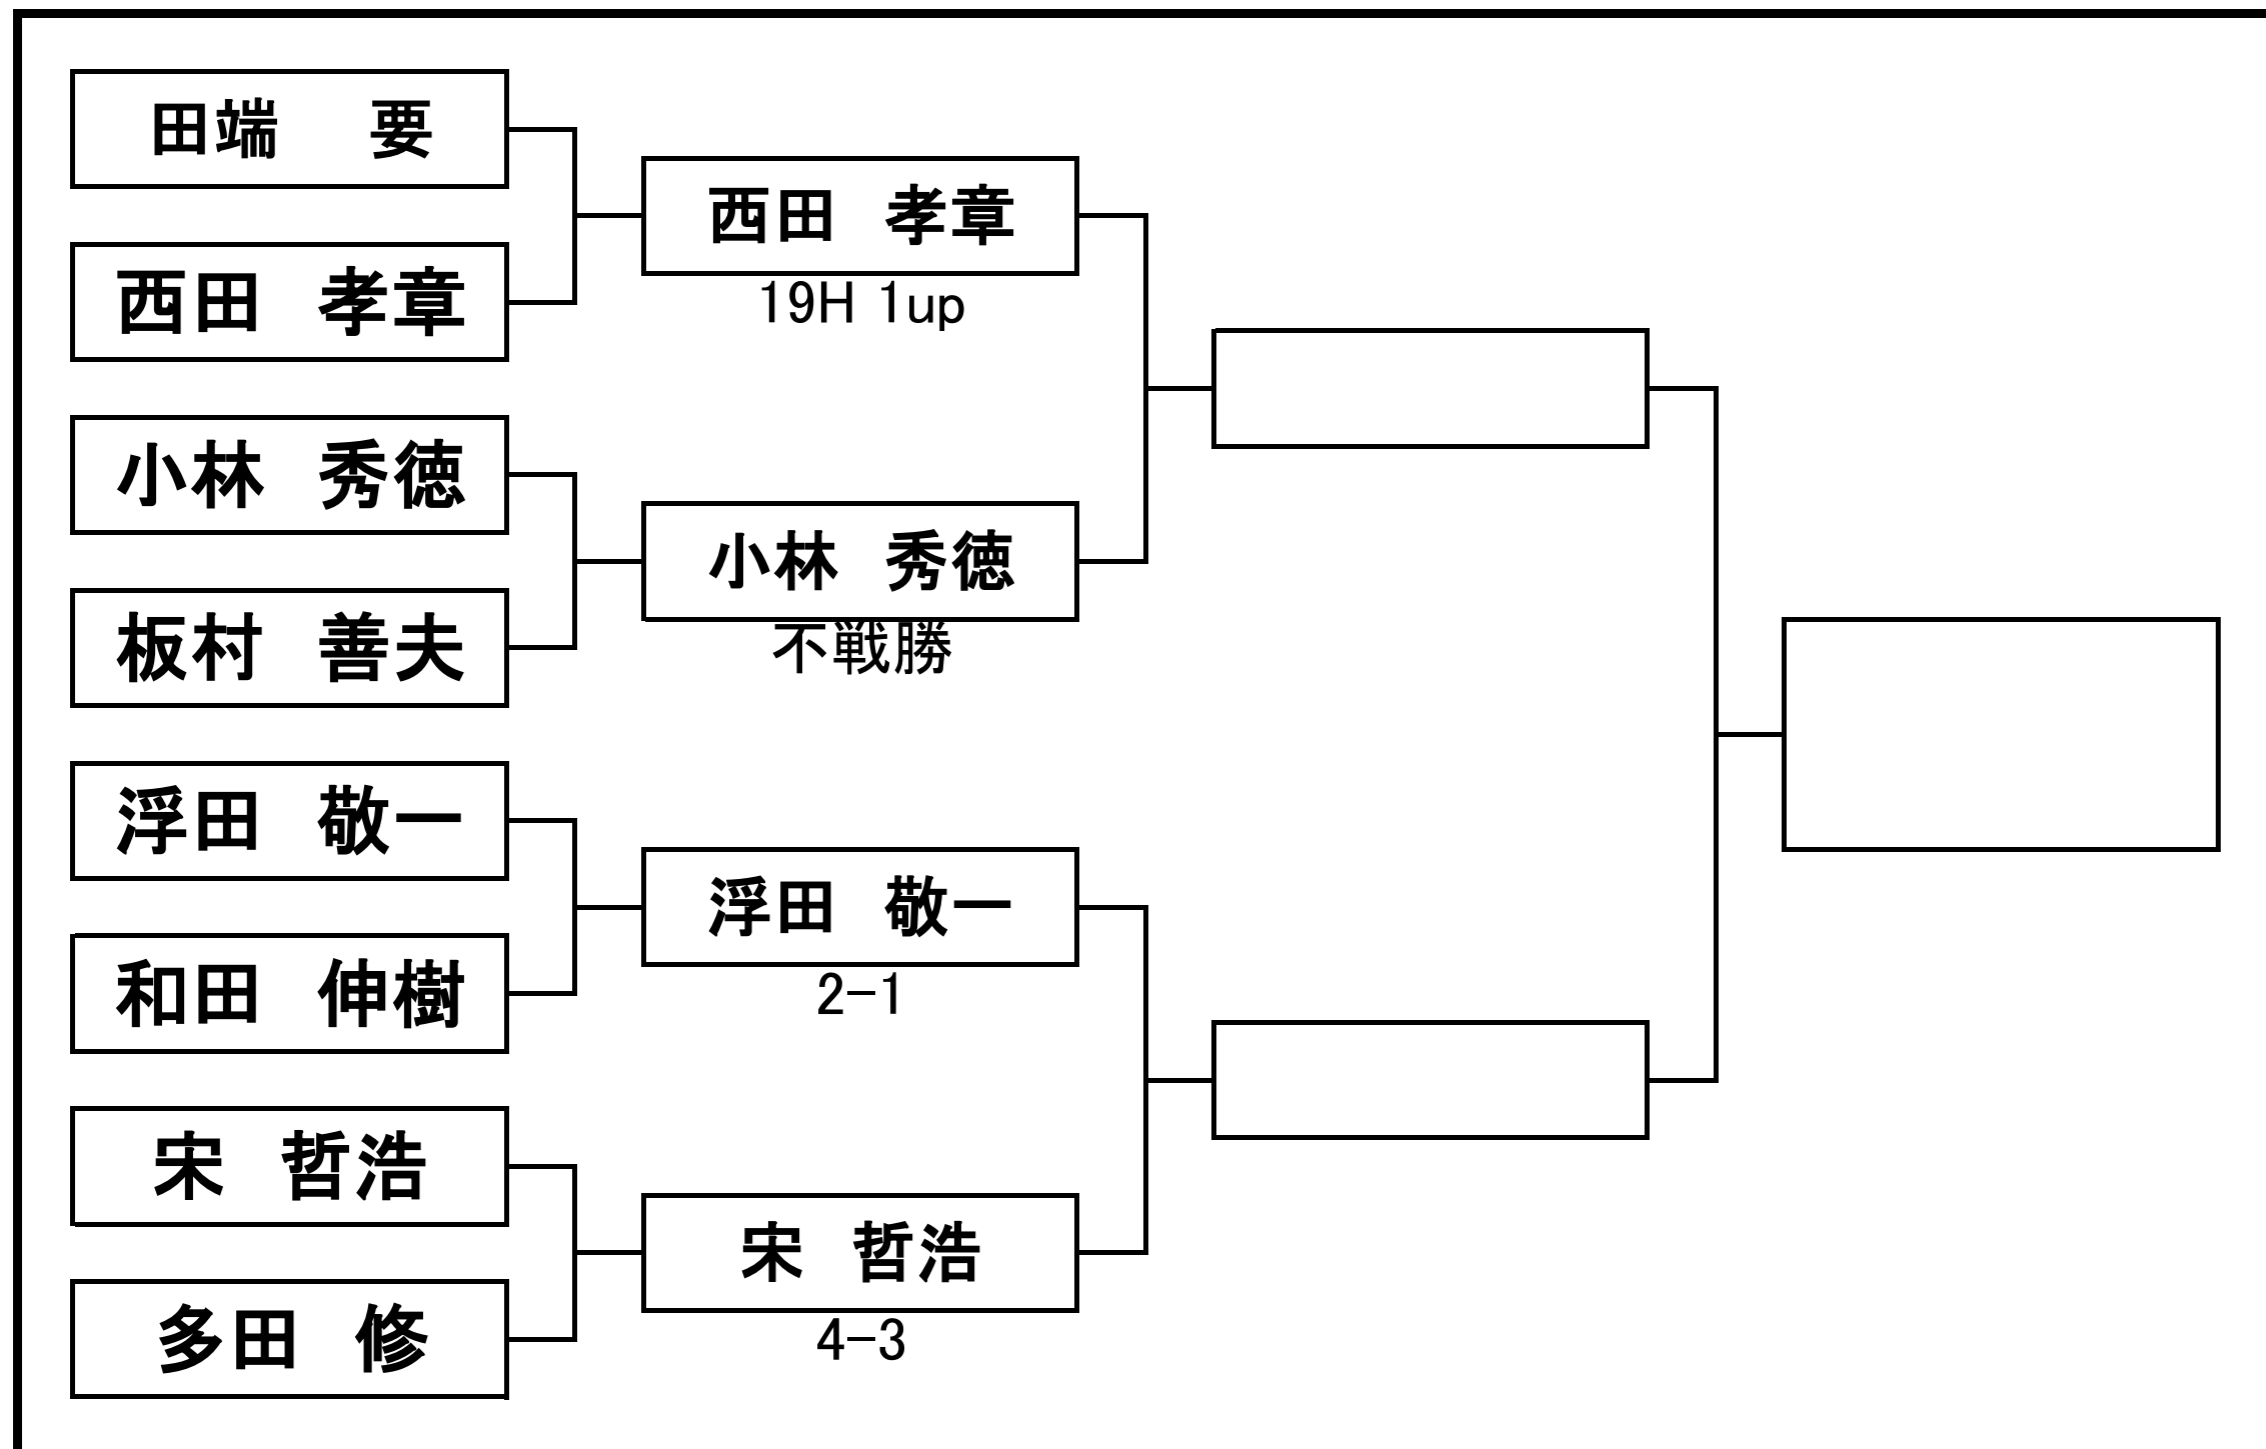 田端 要
西田 孝章
小林 秀徳
板村 善夫
浮田 敬一
和田 伸樹
宋 哲浩
多田 修
西田 孝章
19H 1up
小林 秀徳
不戦勝
浮田 敬一
2-1
宋 哲浩
4-3